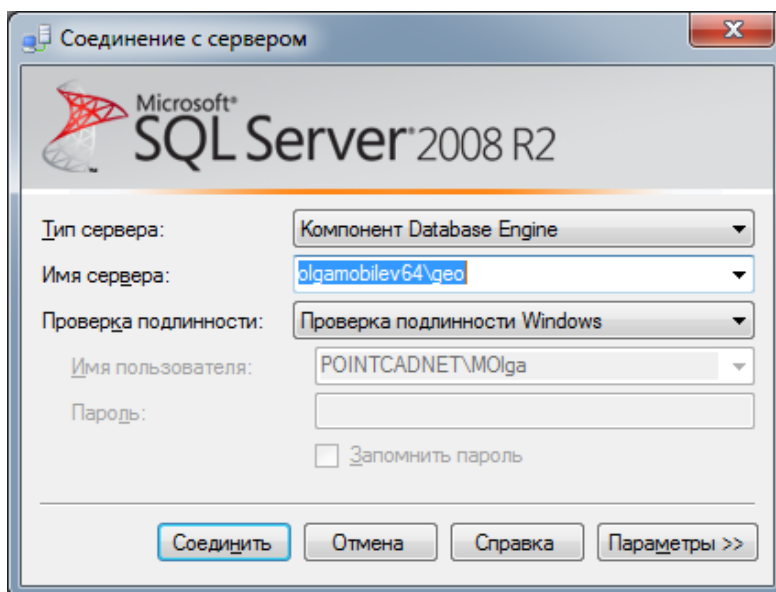 Соединение с сервером
Microsoft®
SQL Server® 2008 R2
Тип сервера: Компонент Database Engine
Имя сервера: olgamobilev64\geo
Проверка подлинности: Проверка подлинности Windows
Имя пользователя: POINTCADNET\MOlga
Пароль:
Запомнить пароль
Соединить Отмена Справка Параметры >>